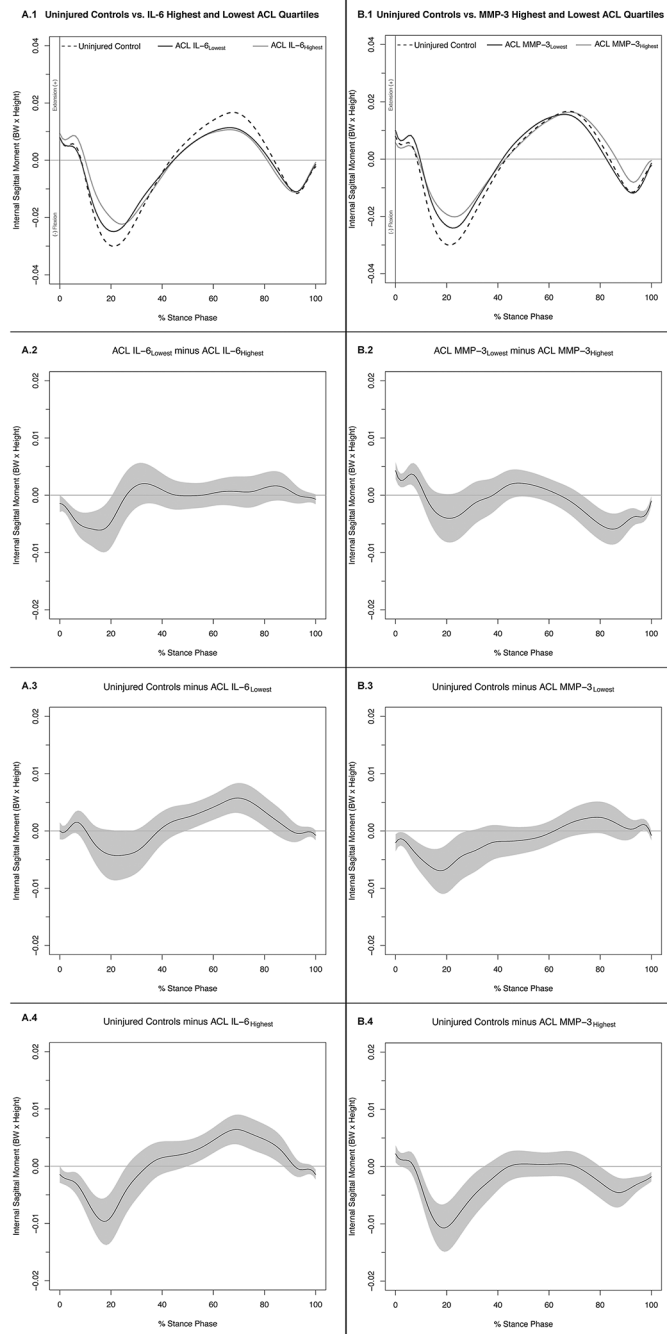 A.1 Uninjured Controls vs. IL-6 Highest and Lowest ACL Quartiles
Uninjured Control
ACL IL-6Lowest
ACL IL-6Highest
Internal Sagittal Moment (BW x Height)
0.04
0.02
0.00
-0.02
-0.04
Extension (+)
(-) Flexion
0 20 40 60 80 100
% Stance Phase
B.1 Uninjured Controls vs. MMP-3 Highest and Lowest ACL Quartiles
Uninjured Control
ACL MMP-3Lowest
ACL MMP-3Highest
Internal Sagittal Moment (BW x Height)
0.04
0.02
0.00
-0.02
-0.04
Extension (+)
(-) Flexion
0 20 40 60 80 100
% Stance Phase
A.2 ACL IL-6Lowest minus ACL IL-6Highest
Internal Sagittal Moment (BW x Height)
0.02
0.01
0.00
-0.01
-0.02
0 20 40 60 80 100
% Stance Phase
B.2 ACL MMP-3Lowest minus ACL MMP-3Highest
Internal Sagittal Moment (BW x Height)
0.02
0.01
0.00
-0.01
-0.02
0 20 40 60 80 100
% Stance Phase
A.3 Uninjured Controls minus ACL IL-6Lowest
Internal Sagittal Moment (BW x Height)
0.02
0.01
0.00
-0.01
-0.02
0 20 40 60 80 100
% Stance Phase
B.3 Uninjured Controls minus ACL MMP-3Lowest
Internal Sagittal Moment (BW x Height)
0.02
0.01
0.00
-0.01
-0.02
0 20 40 60 80 100
% Stance Phase
A.4 Uninjured Controls minus ACL IL-6Highest
Internal Sagittal Moment (BW x Height)
0.02
0.01
0.00
-0.01
-0.02
0 20 40 60 80 100
% Stance Phase
B.4 Uninjured Controls minus ACL MMP-3Highest
Internal Sagittal Moment (BW x Height)
0.02
0.01
0.00
-0.01
-0.02
0 20 40 60 80 100
% Stance Phase